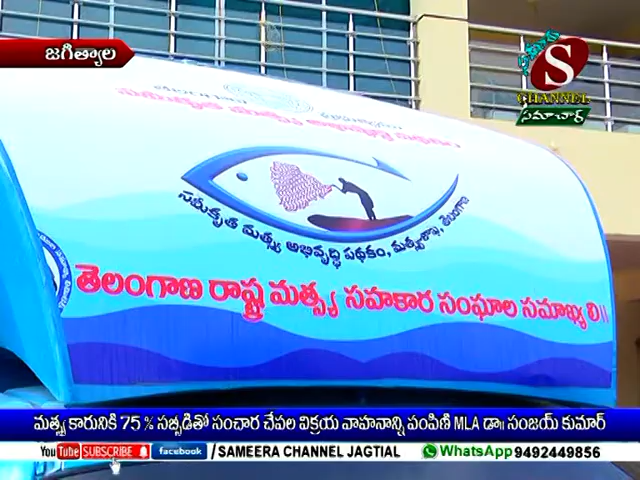 జగిత్యాల
సమీరా
S
CHANNEL
సమాచార్
సమీకృత మత్స్య అభివృద్ధి పథకం, మత్స్యశాఖ, తెలంగాణ
తెలంగాణ రాష్ట్ర మత్స్య సహకార సంఘాల సమాఖ్య లి॥
మత్స్య కారునికి 75 % సబ్సిడితో సంచార చేపల విక్రయ వాహనాన్ని పంపిణి MLA డా॥ సంజయ్ కుమార్
YouTube SUBSCRIBE facebook /SAMEERA CHANNEL JAGTIAL WhatsApp 9492449856